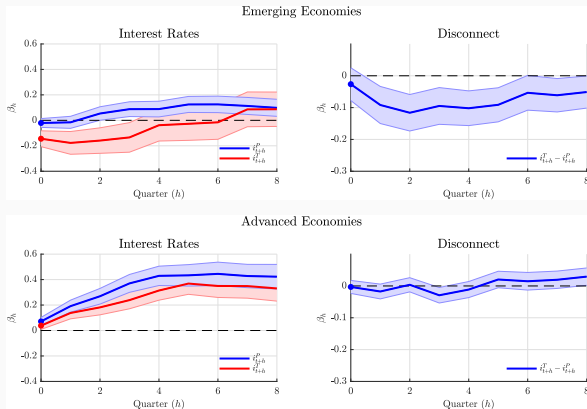 Emerging Economies
Interest Rates
Disconnect
0.6
0.4
0.2
0
-0.2
-0.4
β_h
0 2 4 6 8
Quarter (h)
i^P_{t+h}
i^T_{t+h}
0
-0.1
-0.2
-0.3
β_h
0 2 4 6 8
Quarter (h)
i^T_{t+h} − i^P_{t+h}
Advanced Economies
Interest Rates
Disconnect
0.6
0.4
0.2
0
-0.2
-0.4
β_h
0 2 4 6 8
Quarter (h)
i^P_{t+h}
i^T_{t+h}
0
-0.1
-0.2
-0.3
β_h
0 2 4 6 8
Quarter (h)
i^T_{t+h} − i^P_{t+h}